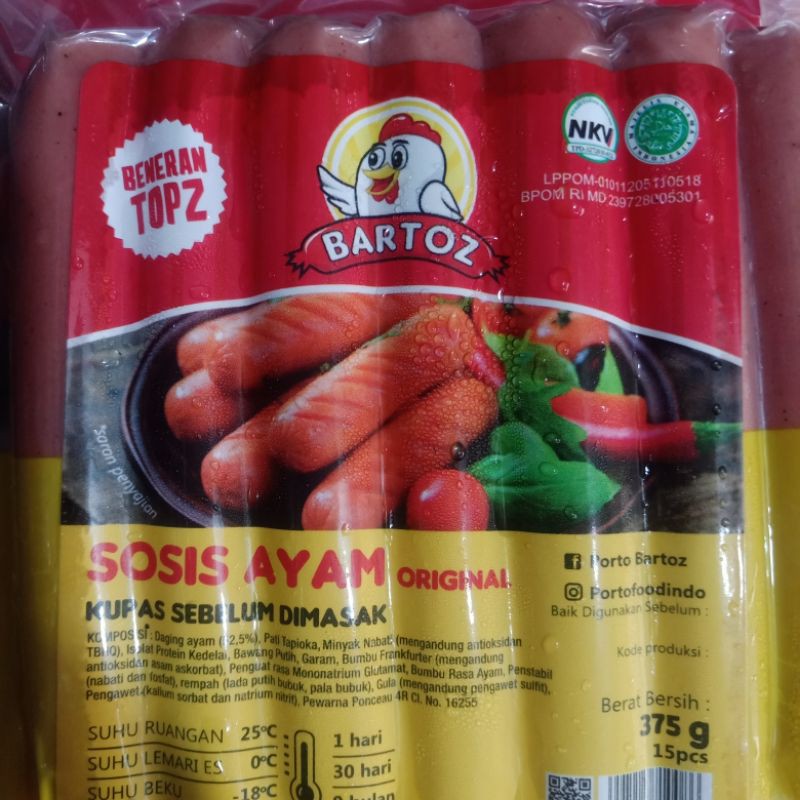 BENERAN
TOPZ
BARTOZ
NKV
LPPOM-01011205110518
BPOM RI MD 239728005301
*saran penyajian
SOSIS AYAM ORIGINAL
KUPAS SEBELUM DIMASAK
Porto Bartoz
Portofoodindo
Baik Digunakan Sebelum :
Kode produksi :
KOMPOSISI : Daging ayam 2,5%), Pati Tapioka, Minyak Nabati (mengandung antioksidan
TBHQ), Isolat Protein Kedelai, Bawang Putih, Garam, Bumbu Frankfurter (mengandung
antioksidan asam askorbat), Penguat rasa Mononatrium Glutamat, Bumbu Rasa Ayam, Penstabil
(nabati dan fosfat), rempah (lada putih bubuk, pala bubuk), Gula (mengandung pengawet sulfit),
Pengawet (kalium sorbat dan natrium nitrit), Pewarna Ponceau 4R CI. No. 16255
Berat Bersih :
375 g
15pcs
SUHU RUANGAN 25°C 1 hari
SUHU LEMARI ES 0°C 30 hari
SUHU BEKU -18°C bulan